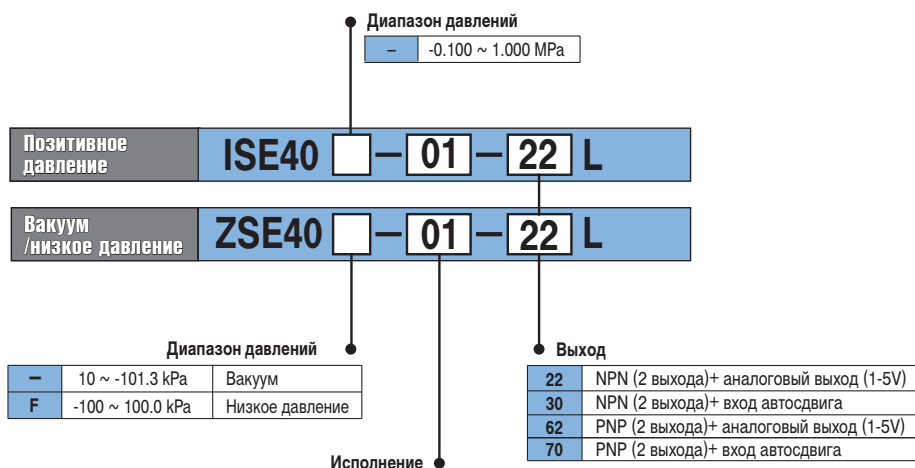 Диапазон давлений
– -0.100 ~ 1.000 MPa
Позитивное
давление
ISE40 – 01 – 22 L
Вакуум
/низкое давление
ZSE40 – 01 – 22 L
Диапазон давлений
– 10 ~ -101.3 kPa Вакуум
F -100 ~ 100.0 kPa Низкое давление
Выход
22 NPN (2 выхода)+ аналоговый выход (1-5V)
30 NPN (2 выхода)+ вход автосдвига
62 PNP (2 выхода)+ аналоговый выход (1-5V)
70 PNP (2 выхода)+ вход автосдвига
Исполнение